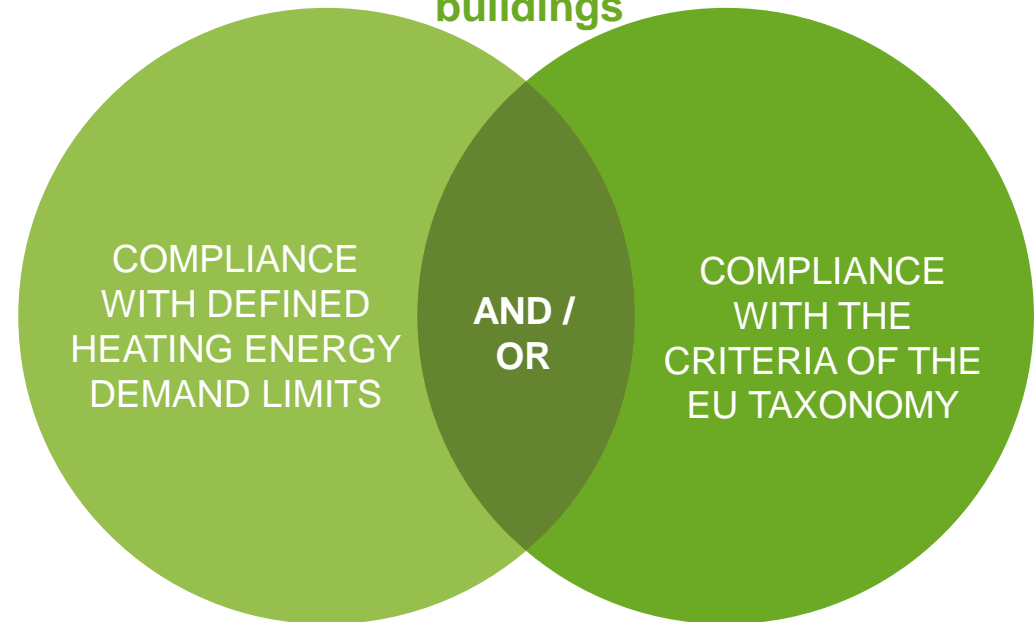 buildings
COMPLIANCE
WITH DEFINED
HEATING ENERGY
DEMAND LIMITS
AND /
OR
COMPLIANCE
WITH THE
CRITERIA OF THE
EU TAXONOMY